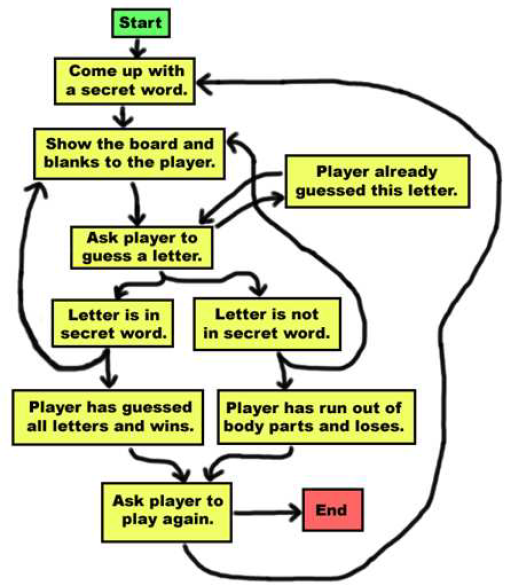 Start
Come up with
a secret word.
Show the board and
blanks to the player.
Player already
guessed this letter.
Ask player to
guess a letter.
Letter is in
secret word.
Letter is not
in secret word.
Player has guessed
all letters and wins.
Player has run out of
body parts and loses.
Ask player to
play again.
End